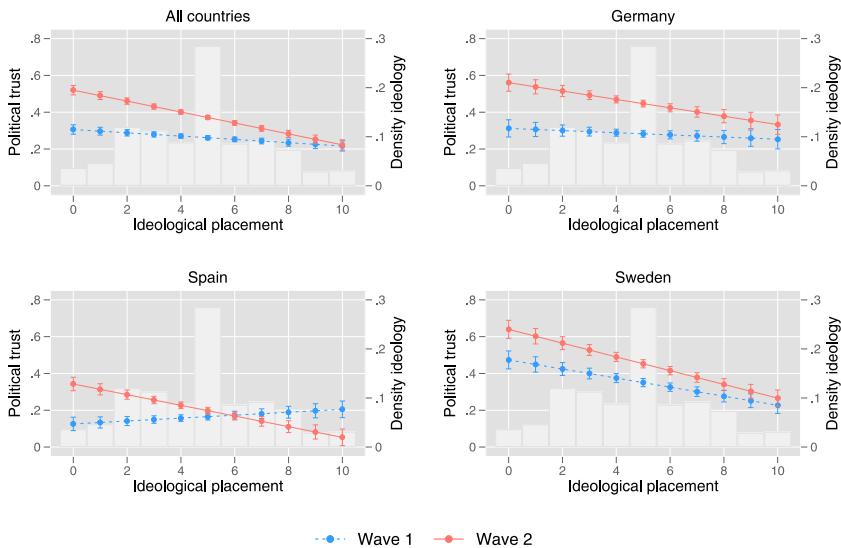 All countries
Germany
.8
.6
.4
.2
0
Political trust
.3
.2
.1
0
Density ideology
0 2 4 6 8 10
Ideological placement
.8
.6
.4
.2
0
Political trust
.3
.2
.1
0
Density ideology
0 2 4 6 8 10
Ideological placement
Spain
Sweden
.8
.6
.4
.2
0
Political trust
.3
.2
.1
0
Density ideology
0 2 4 6 8 10
Ideological placement
.8
.6
.4
.2
0
Political trust
.3
.2
.1
0
Density ideology
0 2 4 6 8 10
Ideological placement
Wave 1 Wave 2